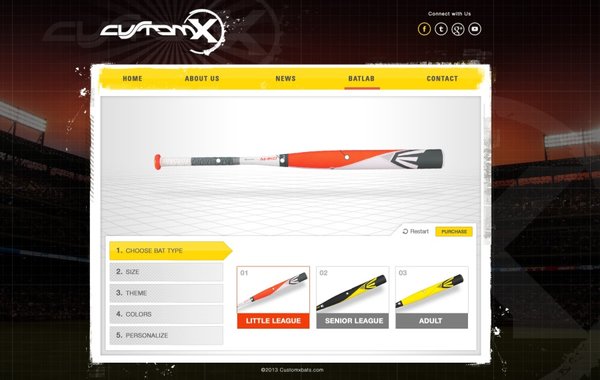 Connect with Us
CUSTOMX
HOME
ABOUT US
NEWS
BATLAB
CONTACT
Restart
PURCHASE
1. CHOOSE BAT TYPE
2. SIZE
3. THEME
4. COLORS
5. PERSONALIZE
01
02
03
LITTLE LEAGUE
SENIOR LEAGUE
ADULT
©2013 Customxbats.com